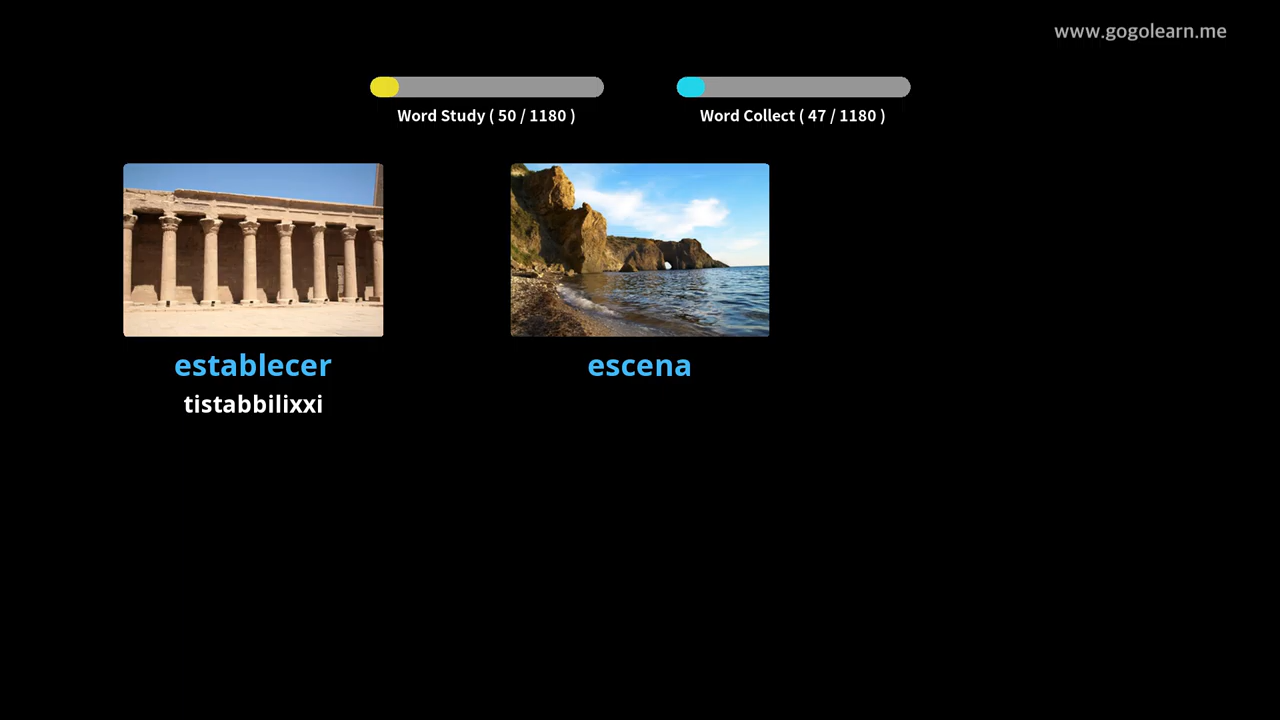 www.gogolearn.me
Word Study ( 50 / 1180 )
Word Collect ( 47 / 1180 )
establecer
escena
tistabbilixxi